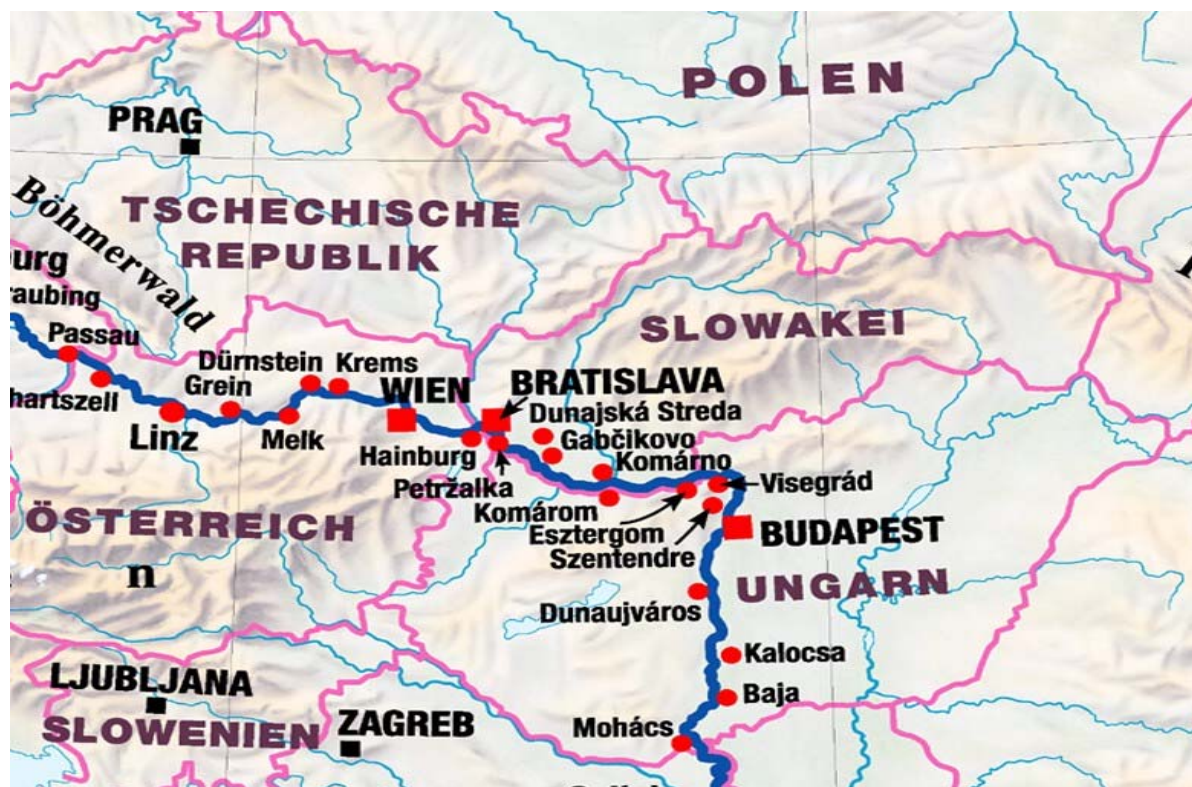 POLEN
PRAG
Böhmerwald
TSCHECHISCHE
REPUBLIK
urg
raubing
Passau
SLOWAKEI
Dürnstein
Krems
Grein
WIEN
BRATISLAVA
hartszell
Dunajská Streda
Linz
Melk
Gabčikovo
Hainburg
Komárno
Petržalka
Visegrád
Komárom
ÖSTERREICH
Esztergom
BUDAPEST
Szentendre
n
UNGARN
Dunaujváros
Kalocsa
LJUBLJANA
Baja
SLOWENIEN
ZAGREB
Mohács